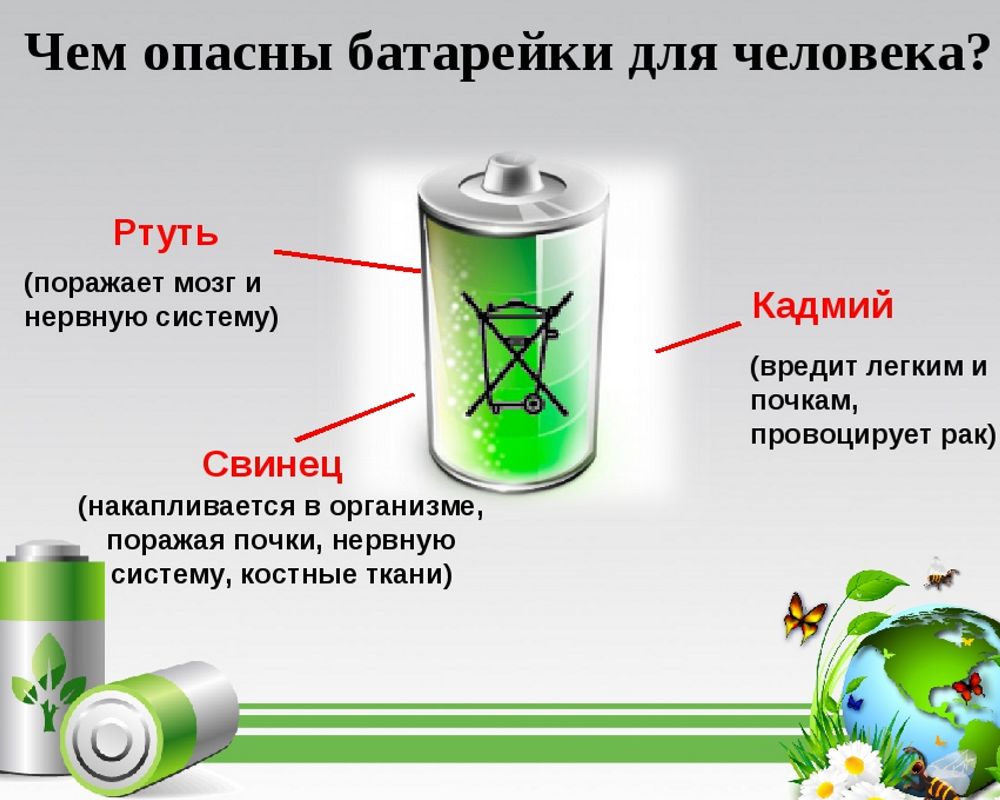 Чем опасны батарейки для человека?
Ртуть
(поражает мозг и
нервную систему)
Кадмий
(вредит легким и
почкам,
провоцирует рак)
Свинец
(накапливается в организме,
поражая почки, нервную
систему, костные ткани)